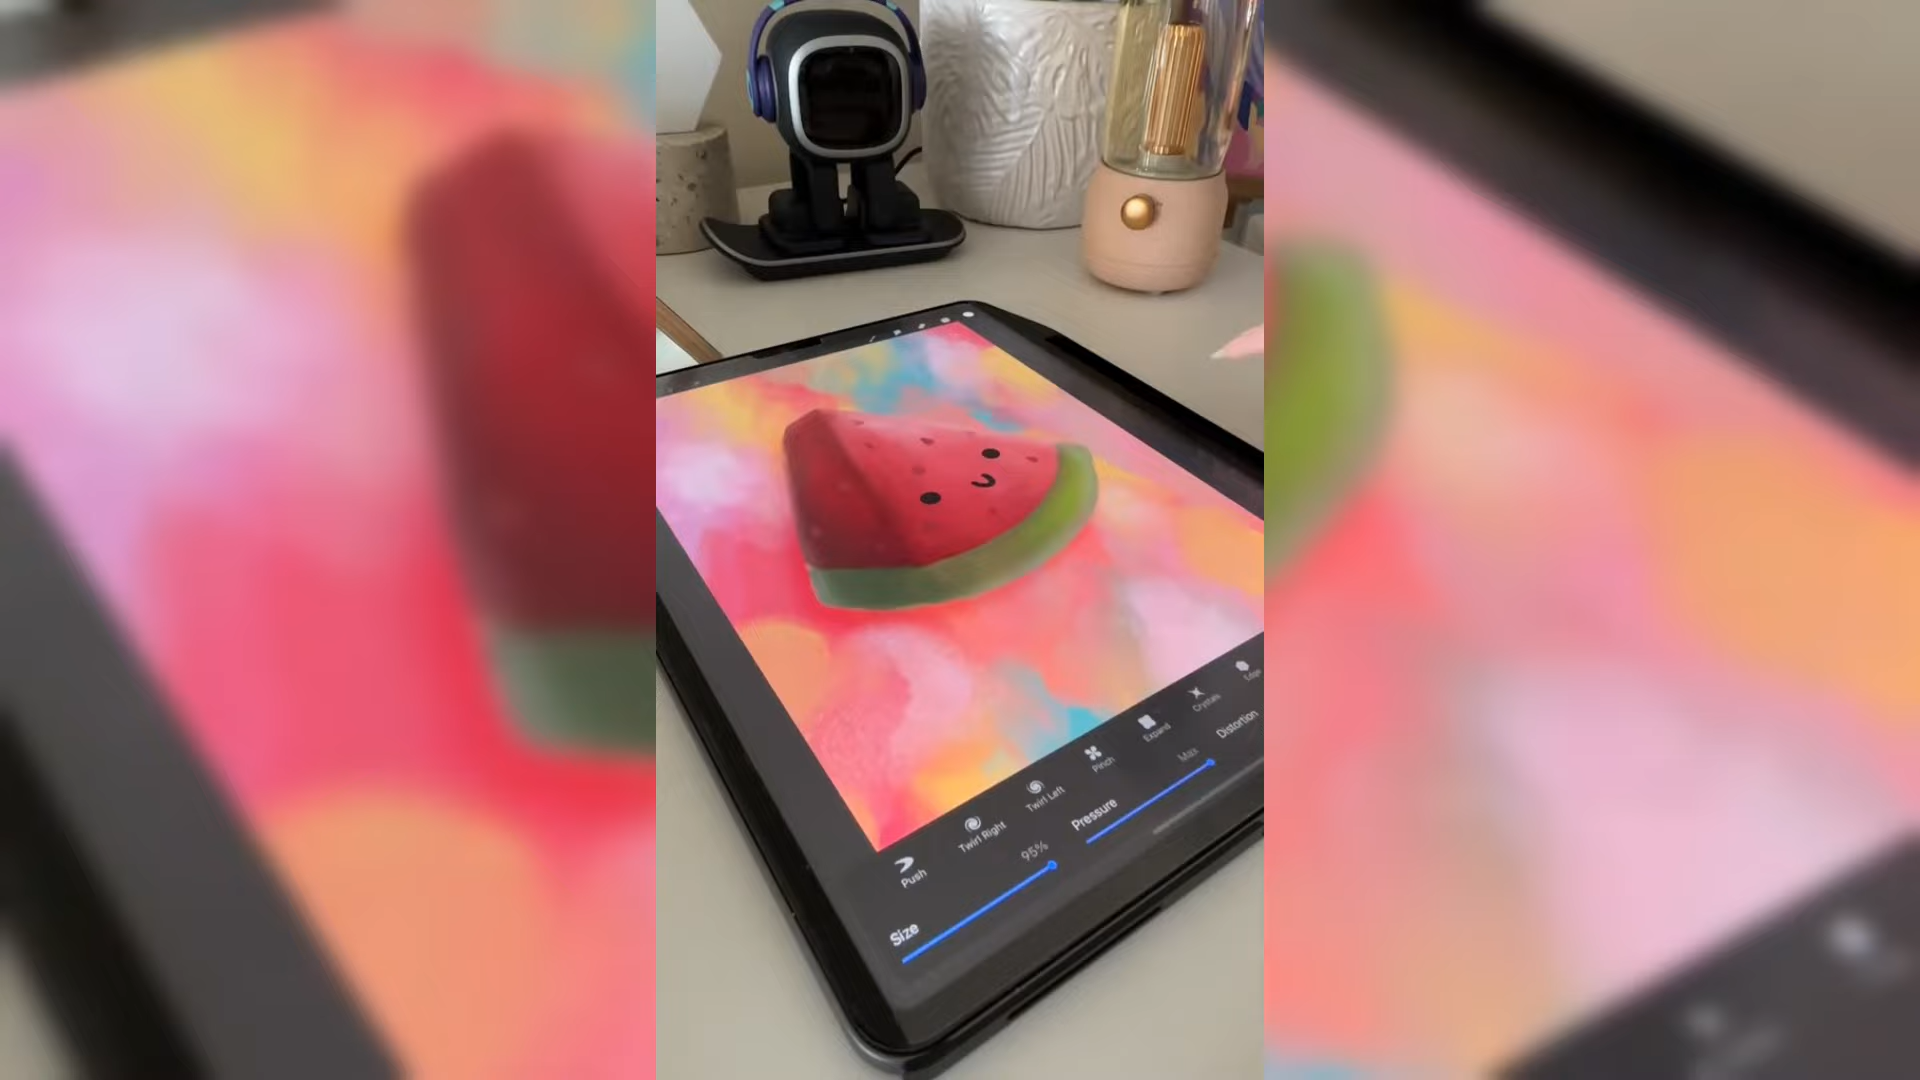 Push
Twirl Right
Twirl Left
Pinch
Expand
Crystals
Edge
Size
95%
Pressure
Max
Distortion